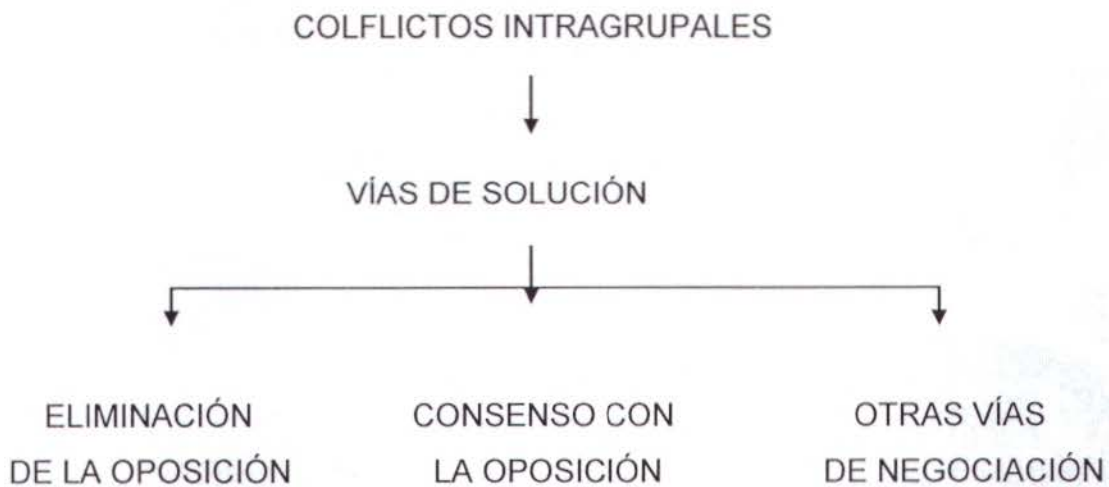 COLFLICTOS INTRAGRUPALES
VÍAS DE SOLUCIÓN
ELIMINACIÓN
DE LA OPOSICIÓN
CONSENSO CON
LA OPOSICIÓN
OTRAS VÍAS
DE NEGOCIACIÓN